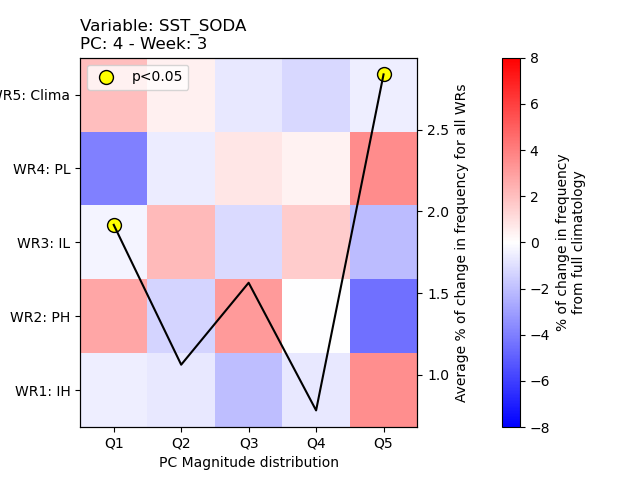 Variable: SST_SODA
PC: 4 - Week: 3
p<0.05
WR5: Clima
WR4: PL
WR3: IL
WR2: PH
WR1: IH
Q1 Q2 Q3 Q4 Q5
PC Magnitude distribution
2.5
2.0
1.5
1.0
Average % of change in frequency for all WRs
8
6
4
2
0
−2
−4
−6
−8
% of change in frequency
from full climatology